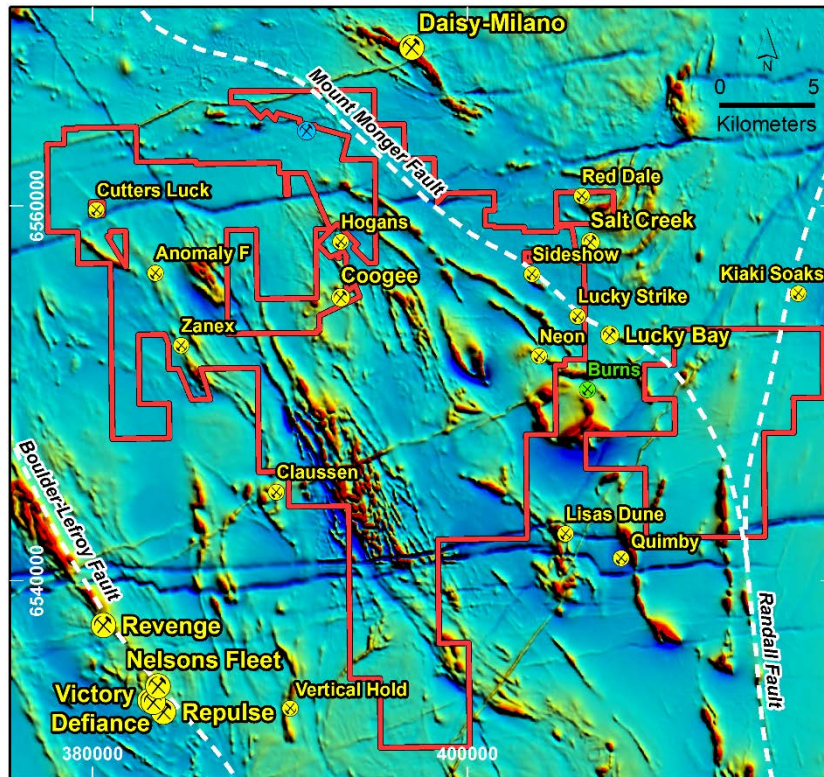 Daisy-Milano
N
0 5
Kilometers
Mount Monger Fault
Cutters Luck
6560000
Red Dale
Hogans
Salt Creek
Anomaly F
Coogee
Sideshow
Kiaki Soaks
Lucky Strike
Zanex
Neon
Lucky Bay
Burns
Boulder-Lefroy Fault
Claussen
Lisas Dune
Quimby
6540000
Revenge
Randall Fault
Nelsons Fleet
Victory
Defiance
Repulse
Vertical Hold
380000
400000